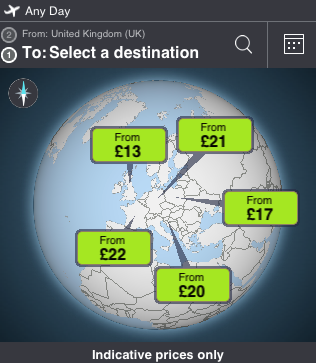 Any Day
2 From: United Kingdom (UK)
1 To: Select a destination
From
£21
From
£13
From
£17
From
£22
From
£20
Indicative prices only